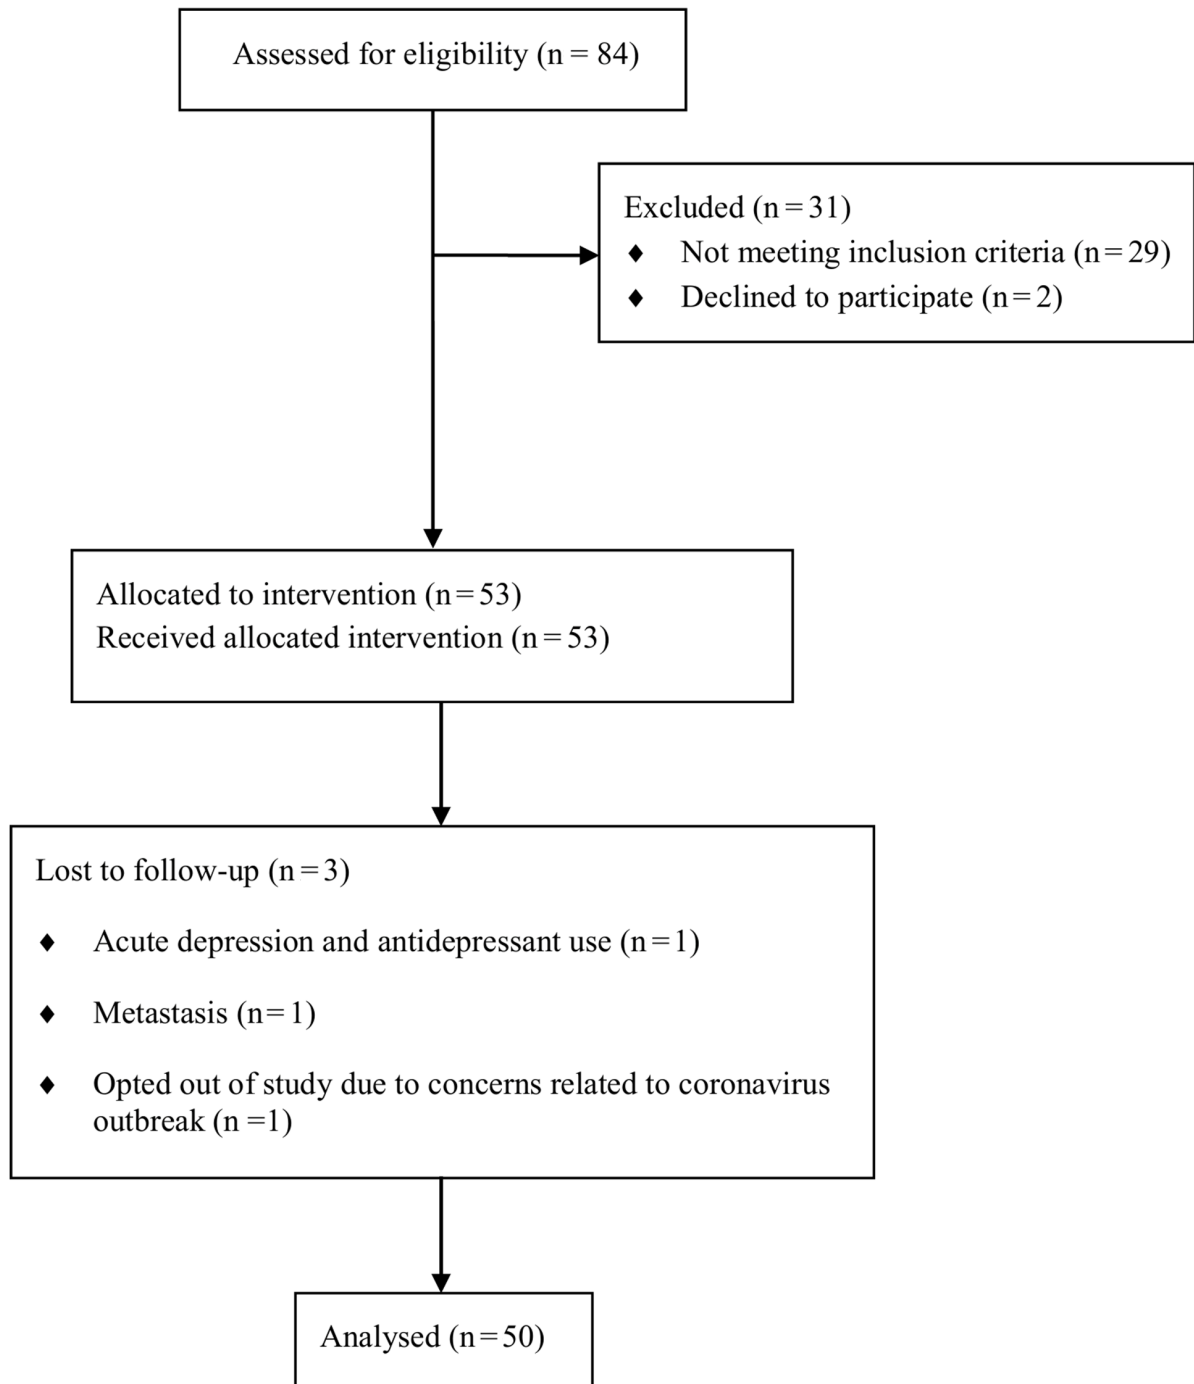 Assessed for eligibility (n = 84)
Excluded (n = 31)
♦ Not meeting inclusion criteria (n = 29)
♦ Declined to participate (n = 2)
Allocated to intervention (n = 53)
Received allocated intervention (n = 53)
Lost to follow-up (n = 3)
♦ Acute depression and antidepressant use (n = 1)
♦ Metastasis (n = 1)
♦ Opted out of study due to concerns related to coronavirus
outbreak (n =1)
Analysed (n = 50)